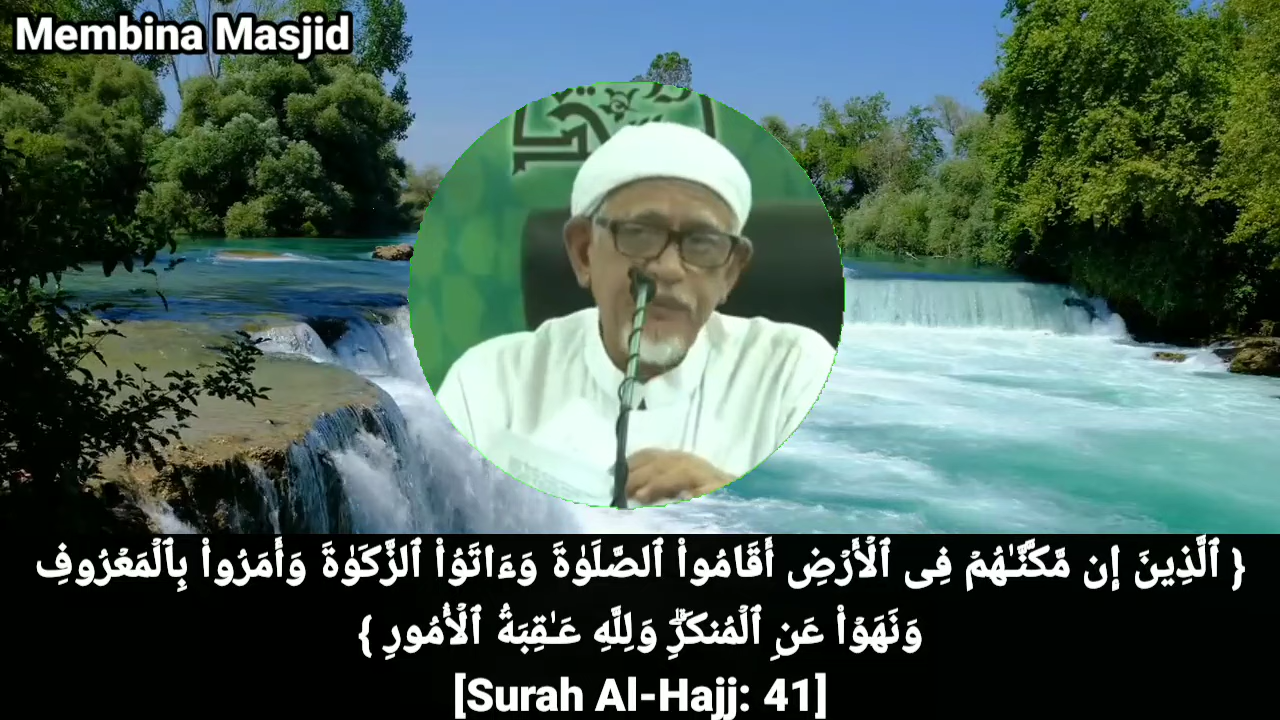 Membina Masjid
{ ٱلَّذِينَ إِن مَّكَّنَّـٰهُمۡ فِی ٱلۡأَرۡضِ أَقَامُوا۟ ٱلصَّلَوٰةَ وَءَاتَوُا۟ ٱلزَّكَوٰةَ وَأَمَرُوا۟ بِٱلۡمَعۡرُوفِ
وَنَهَوۡا۟ عَنِ ٱلۡمُنكَرِۗ وَلِلَّهِ عَـٰقِبَةُ ٱلۡأُمُورِ }
[Surah Al-Hajj: 41]